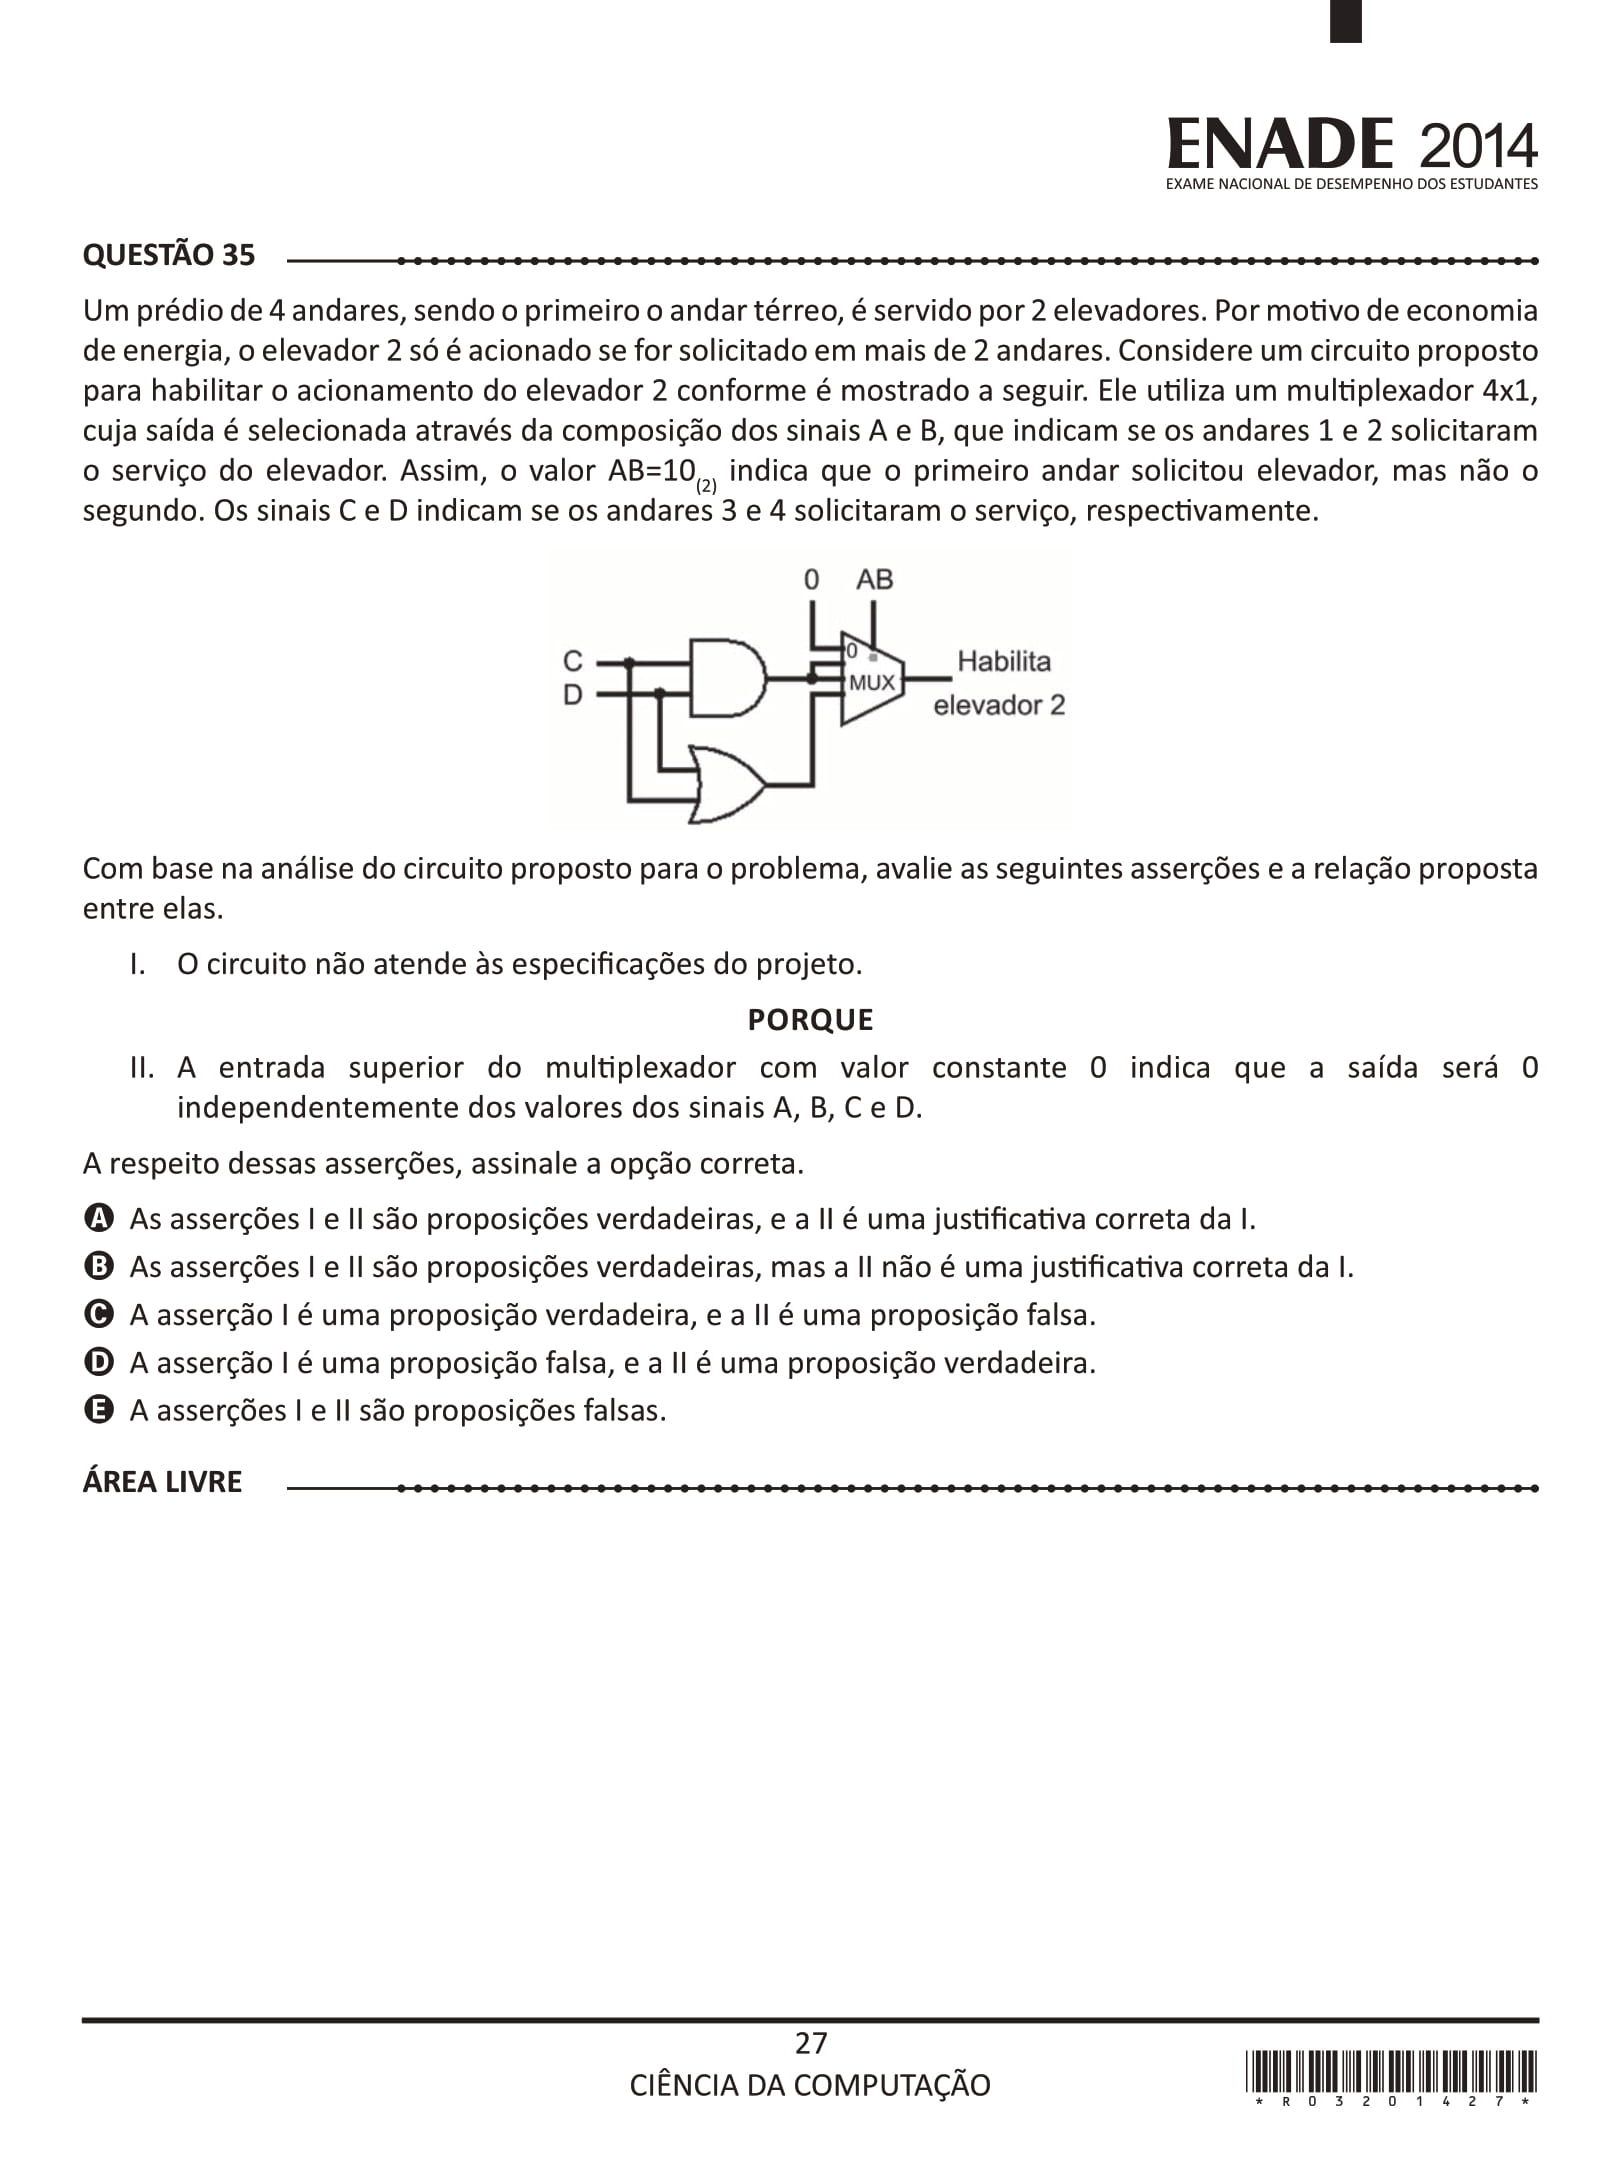 ENADE 2014
EXAME NACIONAL DE DESEMPENHO DOS ESTUDANTES
QUESTÃO 35
Um prédio de 4 andares, sendo o primeiro o andar térreo, é servido por 2 elevadores. Por motivo de economia
de energia, o elevador 2 só é acionado se for solicitado em mais de 2 andares. Considere um circuito proposto
para habilitar o acionamento do elevador 2 conforme é mostrado a seguir. Ele utiliza um multiplexador 4x1,
cuja saída é selecionada através da composição dos sinais A e B, que indicam se os andares 1 e 2 solicitaram
o serviço do elevador. Assim, o valor AB=10(2) indica que o primeiro andar solicitou elevador, mas não o
segundo. Os sinais C e D indicam se os andares 3 e 4 solicitaram o serviço, respectivamente.
0 AB
C
D
0
MUX
Habilita
elevador 2
Com base na análise do circuito proposto para o problema, avalie as seguintes asserções e a relação proposta
entre elas.
I. O circuito não atende às especificações do projeto.
PORQUE
II. A entrada superior do multiplexador com valor constante 0 indica que a saída será 0
independentemente dos valores dos sinais A, B, C e D.
A respeito dessas asserções, assinale a opção correta.
A As asserções I e II são proposições verdadeiras, e a II é uma justificativa correta da I.
B As asserções I e II são proposições verdadeiras, mas a II não é uma justificativa correta da I.
C A asserção I é uma proposição verdadeira, e a II é uma proposição falsa.
D A asserção I é uma proposição falsa, e a II é uma proposição verdadeira.
E A asserções I e II são proposições falsas.
ÁREA LIVRE
27
CIÊNCIA DA COMPUTAÇÃO
* R 0 3 2 0 1 4 2 7 *